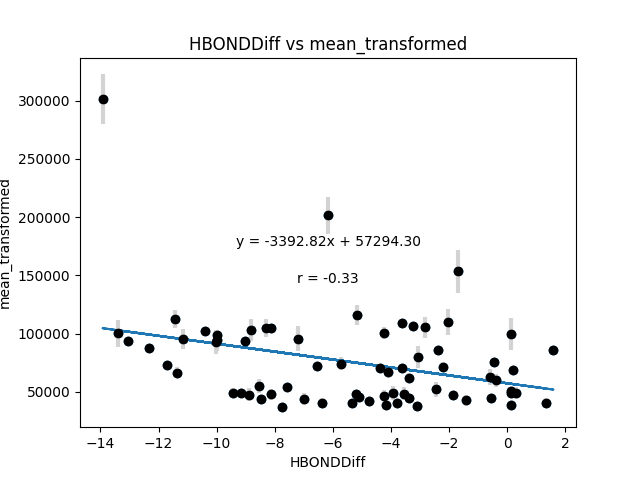 HBONDDiff vs mean_transformed
mean_transformed
300000
250000
200000
150000
100000
50000
y = -3392.82x + 57294.30
r = -0.33
−14 −12 −10 −8 −6 −4 −2 0 2
HBONDDiff